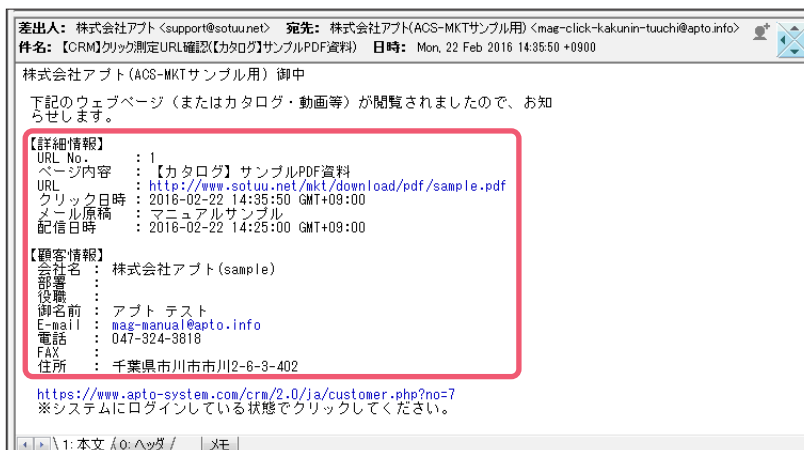 差出人: 株式会社アプト <support@sotuu.net> 宛先: 株式会社アプト(ACS-MKTサンプル用) <mag-click-kakunin-tuuchi@apto.info>
件名: 【CRM】クリック測定URL確認(【カタログ】サンプルPDF資料) 日時: Mon, 22 Feb 2016 14:35:50 +0900
株式会社アプト(ACS-MKTサンプル用) 御中
下記のウェブページ（またはカタログ・動画等）が閲覧されましたので、お知
らせします。
【詳細情報】
URL No. : 1
ページ内容 : 【カタログ】サンプルPDF資料
URL : http://www.sotuu.net/mkt/download/pdf/sample.pdf
クリック日時 : 2016-02-22 14:35:50 GMT+09:00
メール原稿 : マニュアルサンプル
配信日時 : 2016-02-22 14:25:00 GMT+09:00
【顧客情報】
会社名 : 株式会社アプト(sample)
部署 :
役職 :
御名前 : アプト テスト
E-mail : mag-manual@apto.info
電話 : 047-324-3818
FAX :
住所 : 千葉県市川市市川2-6-3-402
https://www.apto-system.com/crm/2.0/ja/customer.php?no=7
※システムにログインしている状態でクリックしてください。
1: 本文 / 0: ヘッダ / メモ